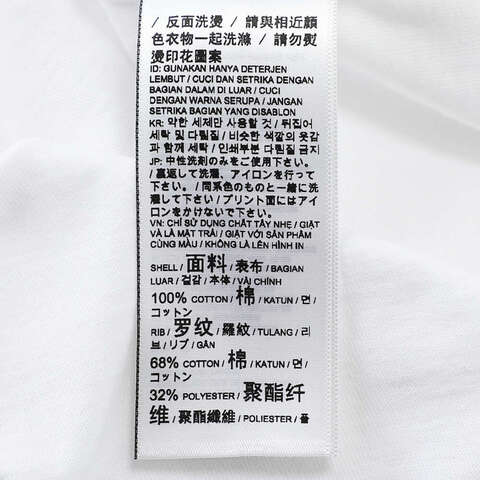 / 反面洗燙 / 請與相近顏
色衣物一起洗滌 / 請勿熨
燙印花圖案
ID: GUNAKAN HANYA DETERJEN
LEMBUT / CUCI DAN SETRIKA DENGAN
BAGIAN DALAM DI LUAR / CUCI
DENGAN WARNA SERUPA / JANGAN
SETRIKA BAGIAN YANG DISABLON
KR: 약한 세제만 사용할 것 / 뒤집어
세탁 및 다림질 / 비슷한 색깔의 옷감
과 함께 세탁 / 인쇄부분 다림질 금지
JP: 中性洗剤のみをご使用下さい。
/ 裏返して洗濯、アイロンを行って
下さい。/ 同系色のものと一緒に洗
濯して下さい / プリント面にはアイ
ロンをかけないで下さい。
VN: CHỈ SỬ DỤNG CHẤT TẨY NHẸ / GIẶT
VÀ LÀ MẶT TRÁI / GIẶT VỚI SẢN PHẨM
CÙNG MÀU / KHÔNG LÀ LÊN HÌNH IN
SHELL / 面料 / 表布 / BAGIAN
LUAR / 겉감 / 本体 / VẢI CHÍNH
100% COTTON / 棉 / KATUN / 면 /
コットン
RIB / 罗纹 / 羅紋 / TULANG / 리
브 / リブ / GÂN
68% COTTON / 棉 / KATUN / 면 /
コットン
32% POLYESTER / 聚酯纤
维 / 聚酯纖維 / POLIESTER / 폴